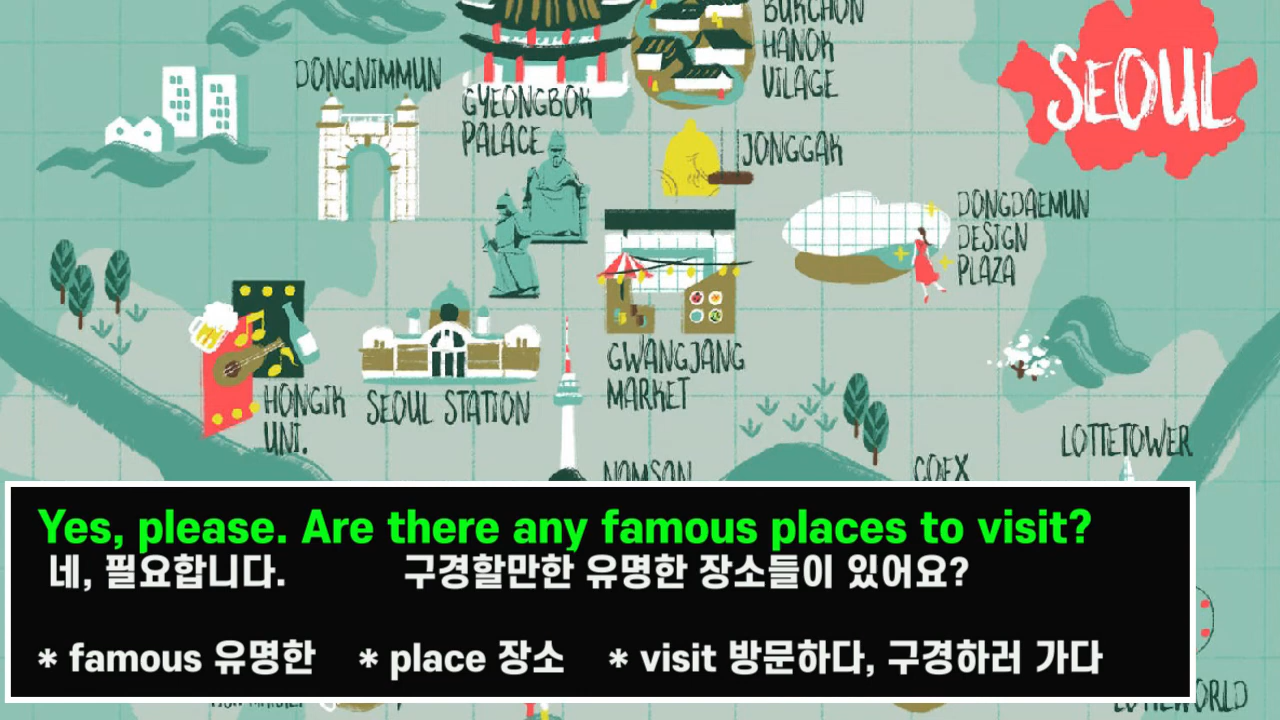 BUKCHON
HANOK
VILAGE
SEOUL
DONGNIMMUN
GYEONGBOK
PALACE
JONGGAK
DONGDAEMUN
DESIGN
PLAZA
GWANGJANG
MARKET
HONGIK
UNI.
SEOUL STATION
LOTTETOWER
NAMSAN
COEX
Yes, please. Are there any famous places to visit?
네, 필요합니다. 구경할만한 유명한 장소들이 있어요?
* famous 유명한 * place 장소 * visit 방문하다, 구경하러 가다
LOTTEWORLD